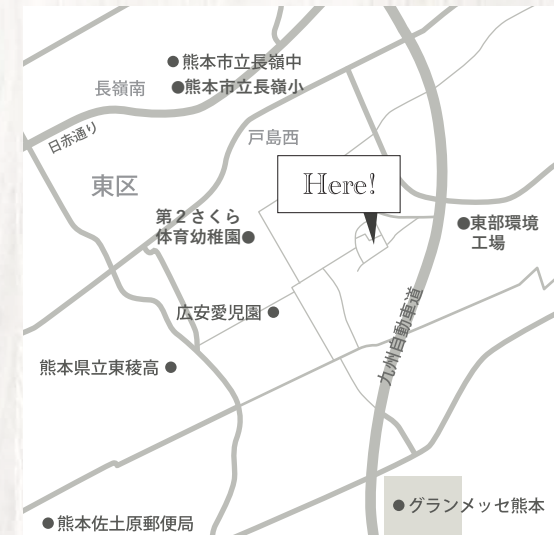 ●熊本市立長嶺中
長嶺南
●熊本市立長嶺小
日赤通り
戸島西
東区
Here!
第２さくら
体育幼稚園●
●東部環境
工場
広安愛児園 ●
九州自動車道
熊本県立東稜高 ●
●グランメッセ熊本
●熊本佐土原郵便局